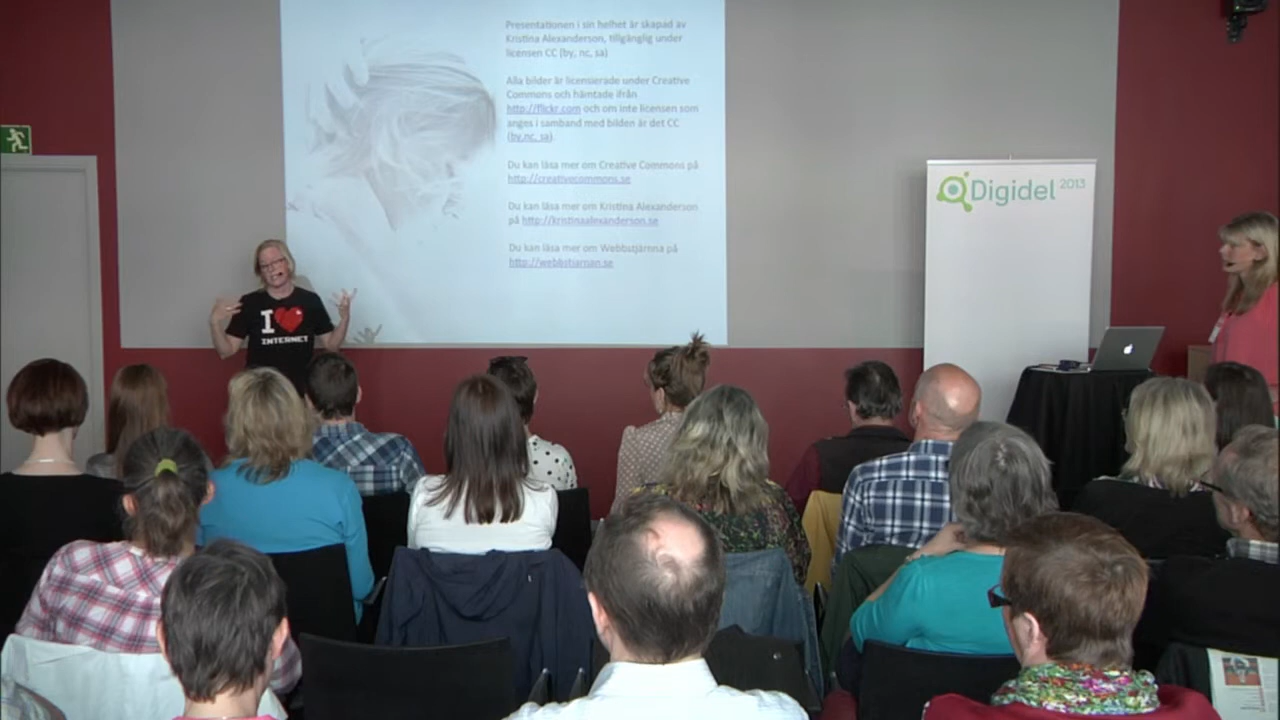 Presentationen i sin helhet är skapad av
Kristina Alexanderson, tillgänglig under
licensen CC (by, nc, sa)
Alla bilder är licensierade under Creative
Commons och hämtade ifrån
http://flickr.com och om inte licensen som
anges i samband med bilden är det CC
(by,nc, sa)
Du kan läsa mer om Creative Commons på
http://creativecommons.se
Du kan läsa mer om Kristina Alexanderson
på http://kristinaalexanderson.se
Du kan läsa mer om Webbstjärnna på
http://webbstjarnan.se
Digidel 2013
I
INTERNET